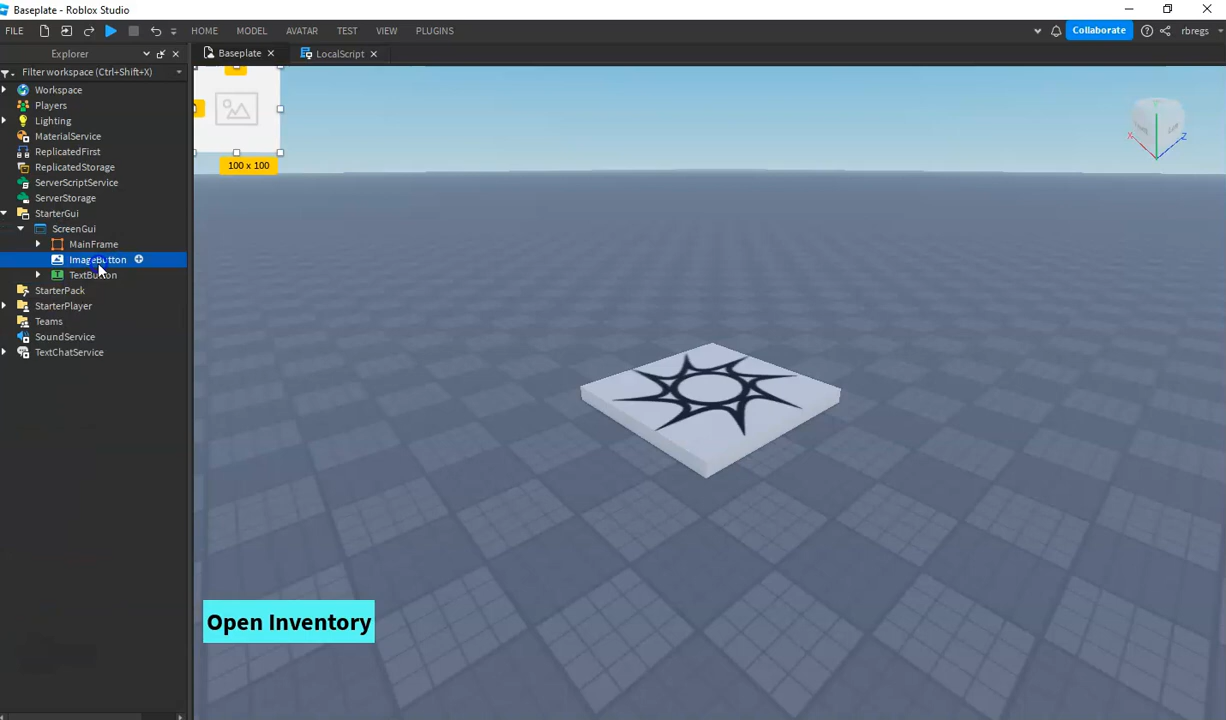 Baseplate - Roblox Studio
FILE HOME MODEL AVATAR TEST VIEW PLUGINS Collaborate rbregs
Explorer Baseplate LocalScript
Filter workspace (Ctrl+Shift+X)
Workspace
Players
Lighting
MaterialService
ReplicatedFirst
ReplicatedStorage
ServerScriptService
ServerStorage
StarterGui
ScreenGui
MainFrame
ImageButton
TextButton
StarterPack
StarterPlayer
Teams
SoundService
TextChatService
100 x 100
Open Inventory